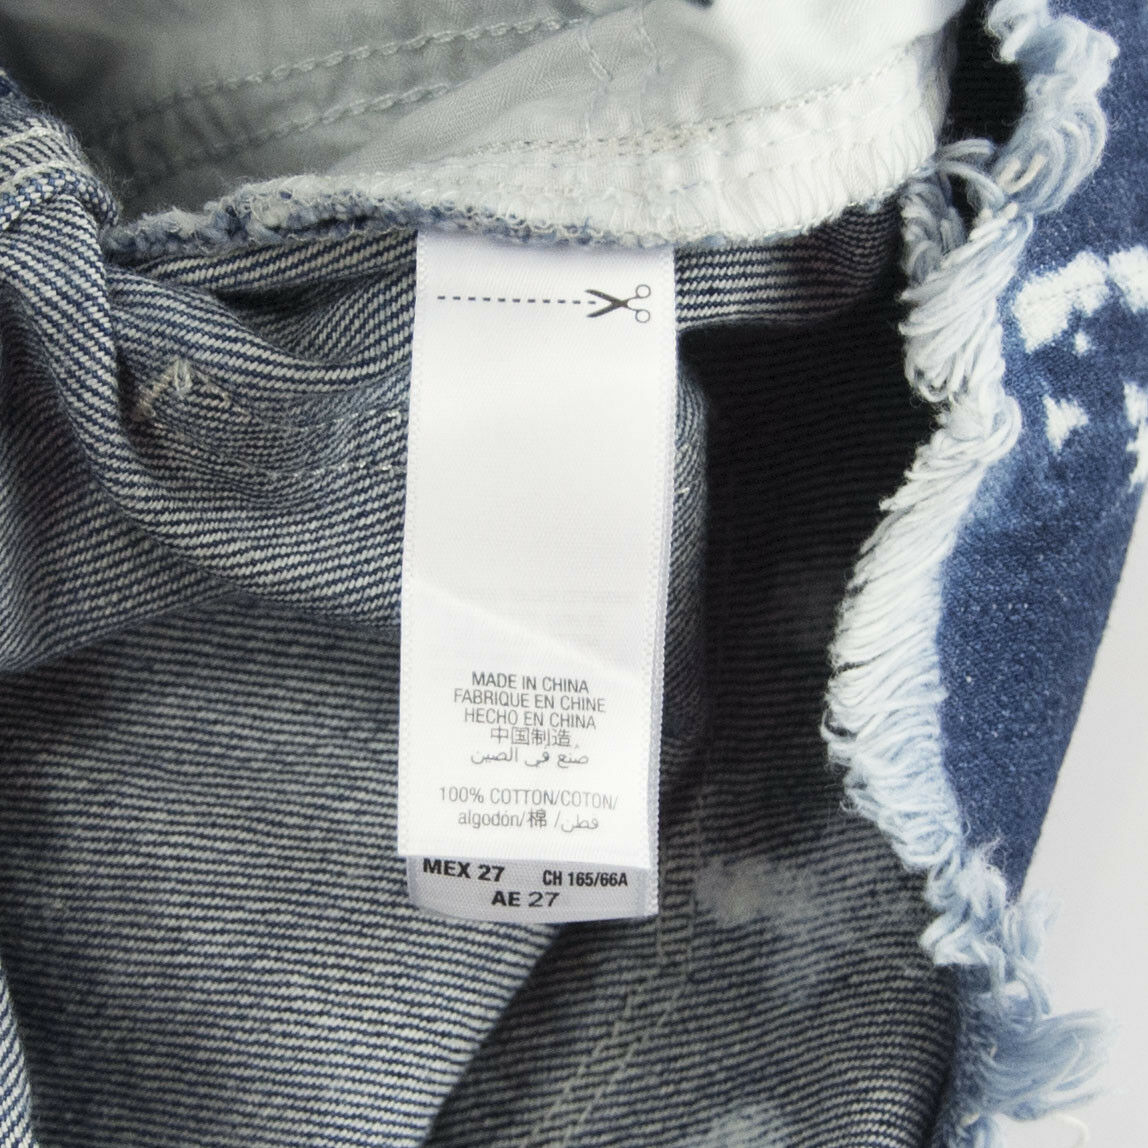 MADE IN CHINA
FABRIQUE EN CHINE
HECHO EN CHINA
中国制造
صنع في الصين
100% COTTON/COTON/
algodón/棉 /قطن
MEX 27 CH 165/66A
AE 27